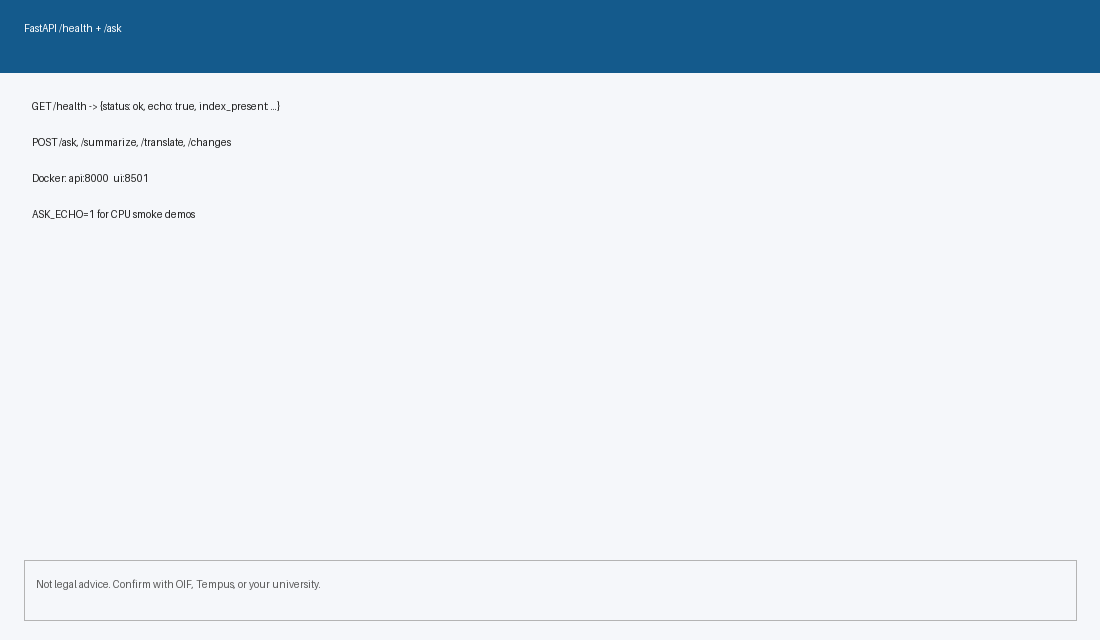 FastAPI /health + /ask
GET /health -> {status: ok, echo: true, index_present: ...}
POST /ask, /summarize, /translate, /changes
Docker: api:8000  ui:8501
ASK_ECHO=1 for CPU smoke demos
Not legal advice. Confirm with OIF, Tempus, or your university.